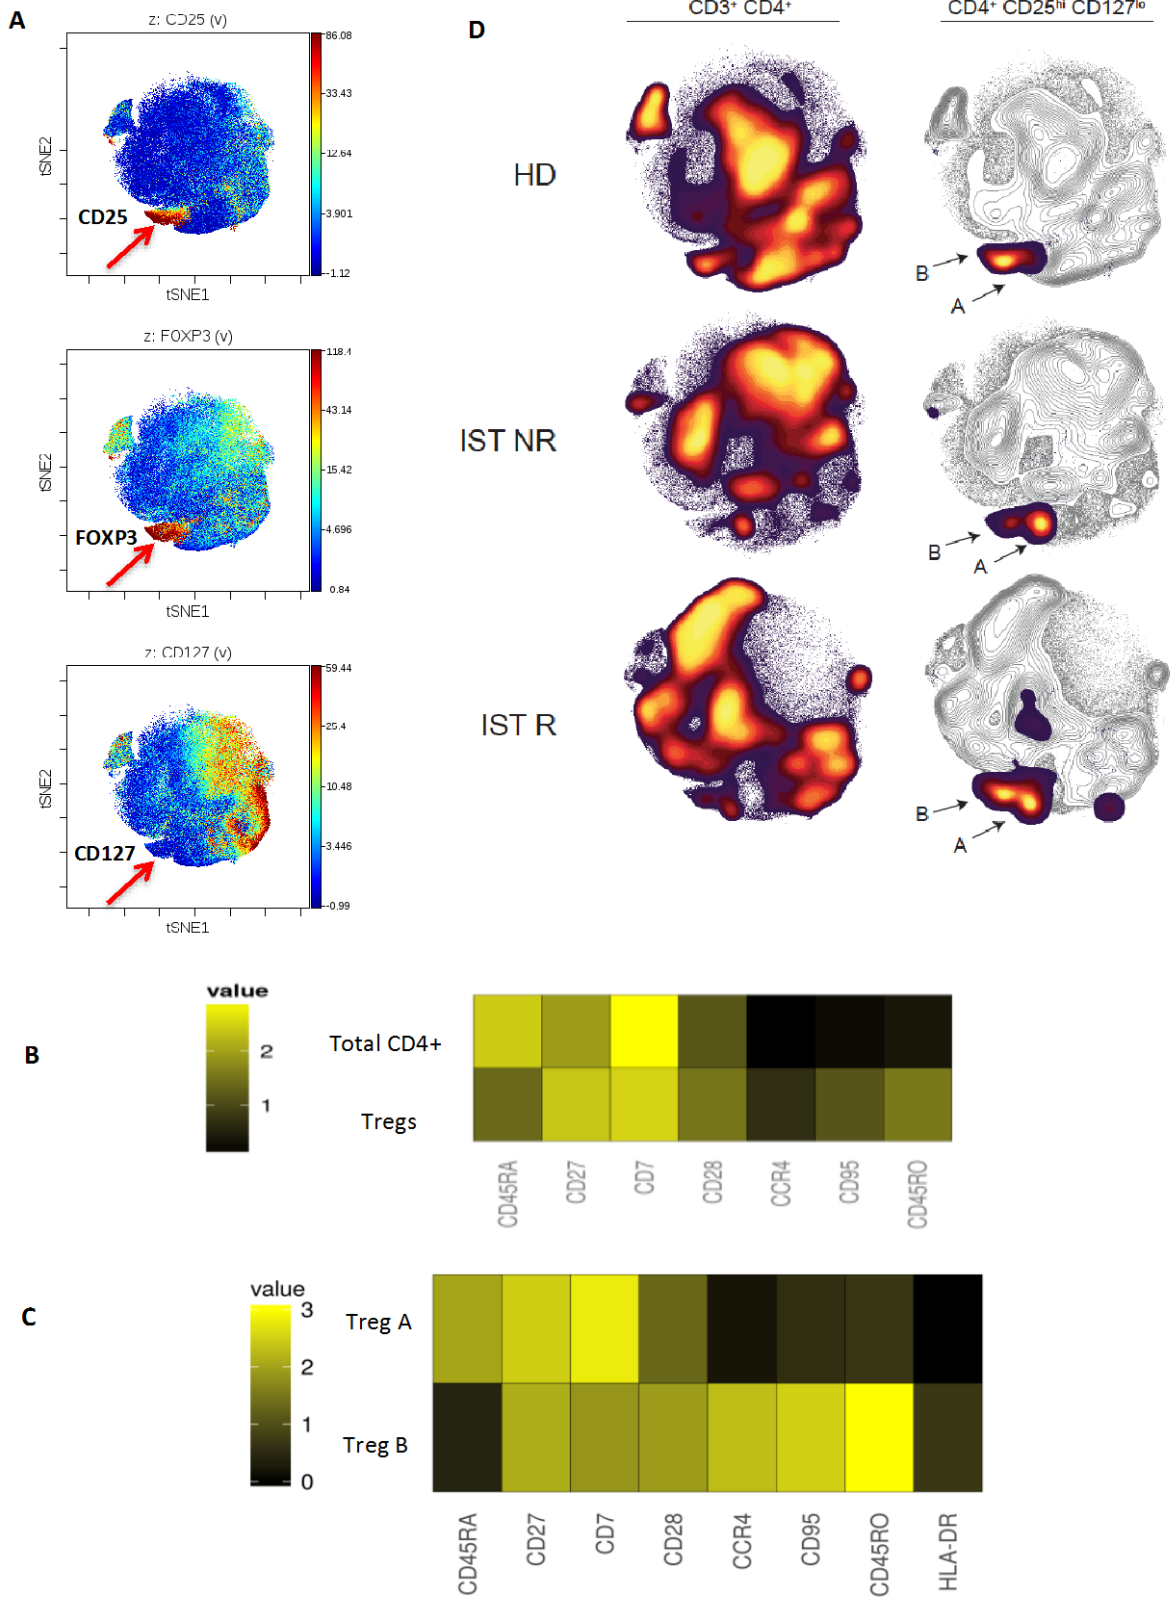 A
z: CD25 (v)
86.08
33.43
12.64
3.901
-1.12
tSNE2
CD25
tSNE1
z: FOXP3 (v)
118.4
43.14
15.42
4.696
0.84
tSNE2
FOXP3
tSNE1
z: CD127 (v)
59.44
25.4
10.48
3.446
-0.99
tSNE2
CD127
tSNE1
D
CD3+ CD4+
CD4+ CD25hi CD127lo
HD
B
A
IST NR
B
A
IST R
B
A
B
value
2
1
Total CD4+
Tregs
CD45RA
CD27
CD7
CD28
CCR4
CD95
CD45RO
C
value
3
2
1
0
Treg A
Treg B
CD45RA
CD27
CD7
CD28
CCR4
CD95
CD45RO
HLA-DR